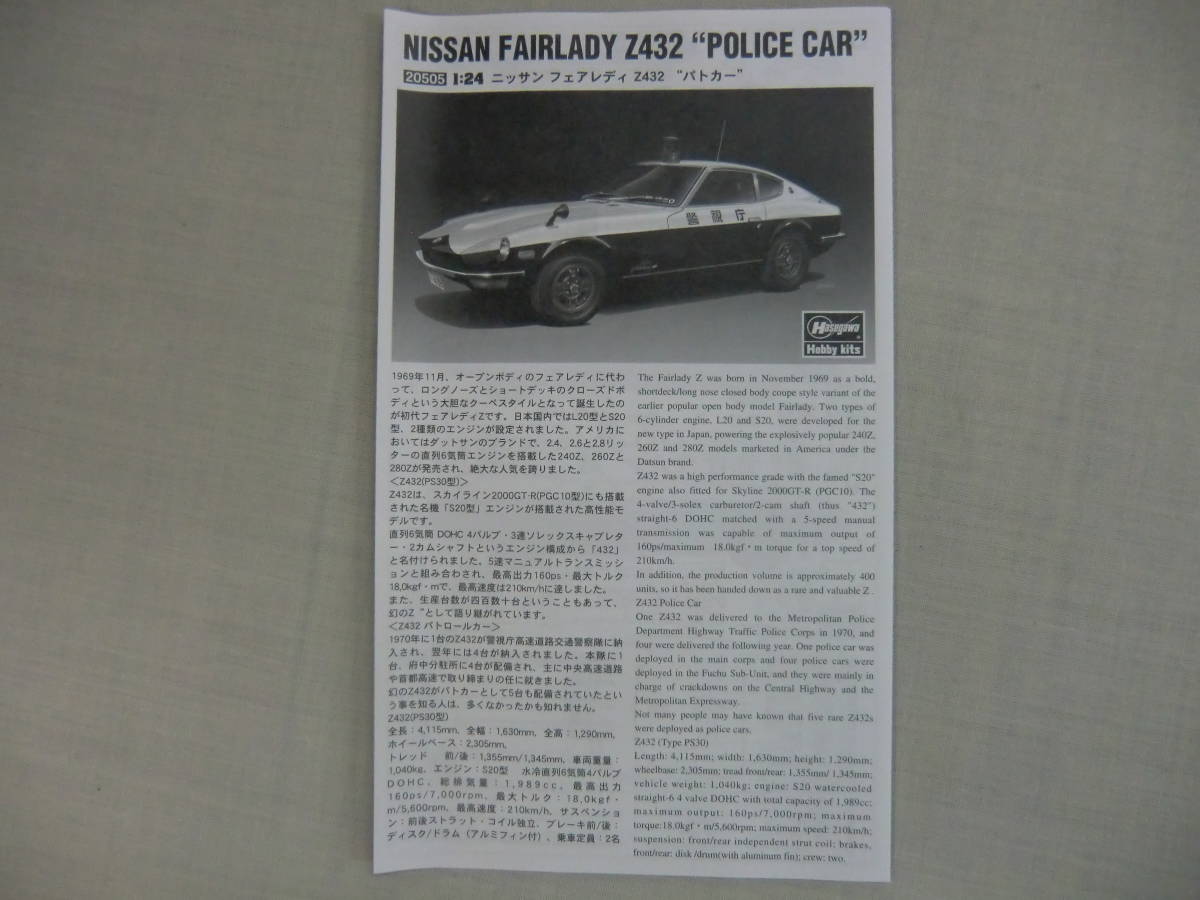 NISSAN FAIRLADY Z432 “POLICE CAR”
20505 1:24 ニッサン フェアレディ Z432 “パトカー”
警視庁
Hasegawa
Hobby kits
1969年11月、オープンボディのフェアレディに代わ
って、ロングノーズとショートデッキのクローズドボ
ディという大胆なクーペスタイルとなって誕生したの
が初代フェアレディZです。日本国内ではL20型とS20
型、2種類のエンジンが設定されました。アメリカに
おいてはダットサンのブランドで、2.4、2.6と2.8リッ
ターの直列6気筒エンジンを搭載した240Z、260Zと
280Zが発売され、絶大な人気を誇りました。
＜Z432(PS30型)＞
Z432は、スカイライン2000GT-R(PGC10型)にも搭載
された名機「S20型」エンジンが搭載された高性能モ
デルです。
直列6気筒 DOHC 4バルブ・3連ソレックスキャブレタ
ー・2カムシャフトというエンジン構成から「432」
と名付けられました。5速マニュアルトランスミッシ
ョンと組み合わされ、最高出力160ps・最大トルク
18.0kgf・mで、最高速度は210km/hに達しました。
また、生産台数が四百数十台ということもあって、
幻のZ ”として語り継がれています。
＜Z432 パトロールカー＞
1970年に1台のZ432が警視庁高速道路交通警察隊に納
入され、翌年には4台が納入されました。本隊に1
台、府中分駐所に4台が配備され、主に中央高速道路
や首都高速で取り締まりの任に就きました。
幻のZ432がパトカーとして5台も配備されていたとい
う事を知る人は、多くなかったかも知れません。
Z432(PS30型)
全長：4,115mm、全幅：1,630mm、全高：1,290mm、
ホイールベース：2,305mm、
トレッド 前/後：1,355mm/1,345mm、車両重量：
1,040kg、エンジン：S20型 水冷直列6気筒4バルブ
DOHC、総排気量：1,989cc、最高出力
160ps/7,000rpm、最大トルク：18.0kgf・
m/5,600rpm、最高速度：210km/h、サスペンショ
ン：前後ストラット・コイル独立、ブレーキ前/後：
ディスク/ドラム（アルミフィン付）、乗車定員：2名
The Fairlady Z was born in November 1969 as a bold,
shortdeck/long nose closed body coupe style variant of the
earlier popular open body model Fairlady. Two types of
6-cylinder engine, L20 and S20, were developed for the
new type in Japan, powering the explosively popular 240Z,
260Z and 280Z models marketed in America under the
Datsun brand.
Z432 was a high performance grade with the famed "S20"
engine also fitted for Skyline 2000GT-R (PGC10). The
4-valve/3-solex carburetor/2-cam shaft (thus "432")
straight-6 DOHC matched with a 5-speed manual
transmission was capable of maximum output of
160ps/maximum 18.0kgf・m torque for a top speed of
210km/h.
In addition, the production volume is approximately 400
units, so it has been handed down as a rare and valuable Z .
Z432 Police Car
One Z432 was delivered to the Metropolitan Police
Department Highway Traffic Police Corps in 1970, and
four were delivered the following year. One police car was
deployed in the main corps and four police cars were
deployed in the Fuchu Sub-Unit, and they were mainly in
charge of crackdowns on the Central Highway and the
Metropolitan Expressway.
Not many people may have known that five rare Z432s
were deployed as police cars.
Z432 (Type PS30)
Length: 4,115mm; width: 1,630mm; height: 1.290mm;
wheelbase: 2,305mm; tread front/rear: 1,355mm/ 1,345mm;
vehicle weight: 1,040kg; engine: S20 watercooled
straight-6 4 valve DOHC with total capacity of 1,989cc;
maximum output: 160ps/7,000rpm; maximum
torque:18.0kgf・m/5,600rpm; maximum speed: 210km/h;
suspension: front/rear independent strut coil; brakes,
front/rear: disk /drum(with aluminum fin); crew: two.